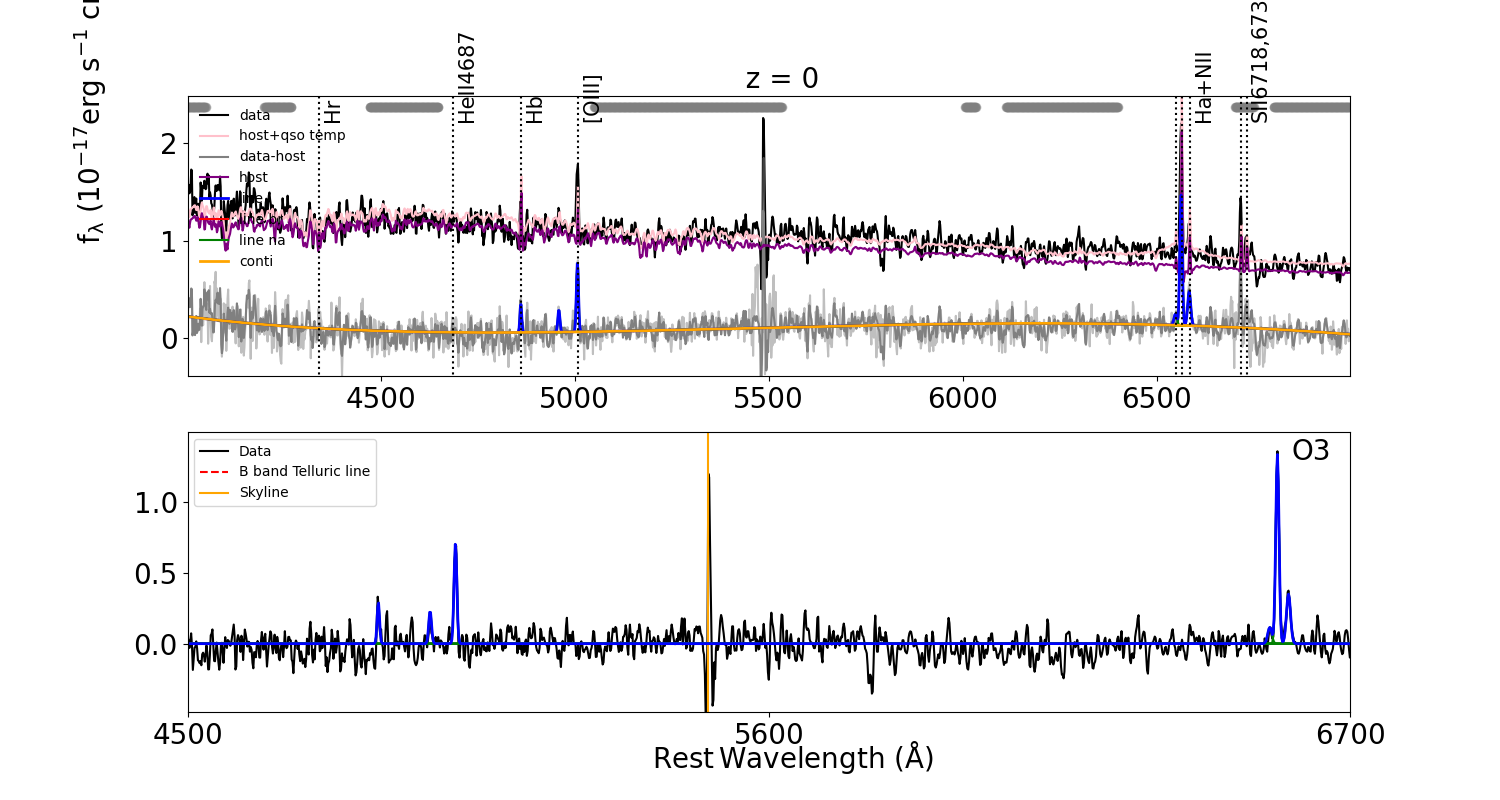 z = 0
Hr
HeII4687
Hb
[OIII]
Ha+NII
SII6718,673
f_λ (10⁻¹⁷erg s⁻¹
data
host+qso temp
data-host
host
line
line na
conti
2
1
0
4500
5000
5500
6000
6500
Data
B band Telluric line
Skyline
O3
1.0
0.5
0.0
4500
5600
6700
Rest Wavelength (Å)